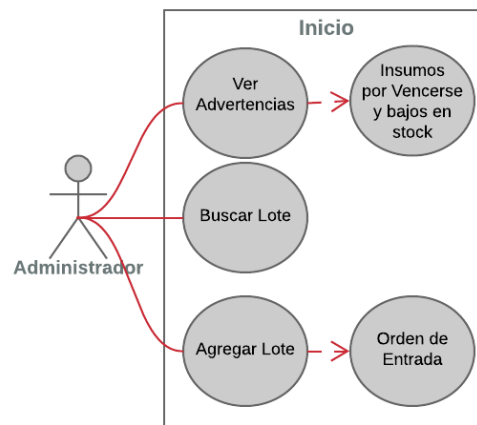 Inicio
Ver
Advertencias
Insumos
por Vencerse
y bajos en
stock
Buscar Lote
Administrador
Agregar Lote
Orden de
Entrada